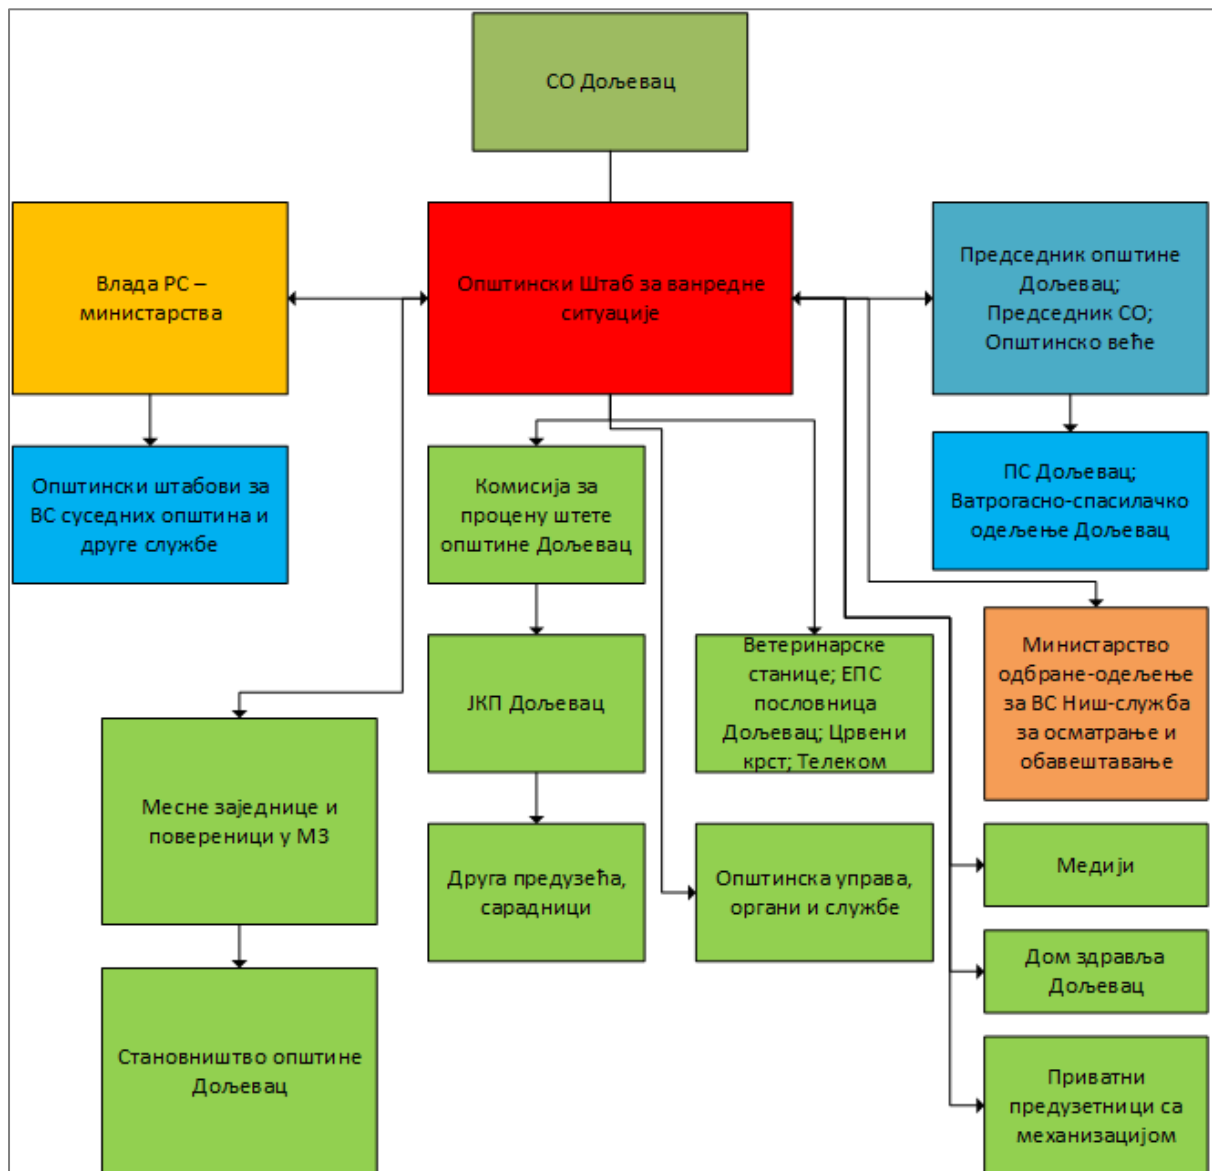 СО Дољевац
Влада РС –
министарства
Општински Штаб за ванредне
ситуације
Председник општине
Дољевац;
Председник СО;
Општинско веће
Општински штабови за
ВС суседних општина и
друге службе
Комисија за
процену штете
општине Дољевац
ПС Дољевац;
Ватрогасно-спасилачко
одељење Дољевац
ЈКП Дољевац
Ветеринарске
станице; ЕПС
пословница
Дољевац; Црвени
крст; Телеком
Министарство
одбране-одељење
за ВС Ниш-служба
за осматрање и
обавештавање
Месне заједнице и
повереници у МЗ
Друга предузећа,
сарадници
Општинска управа,
органи и службе
Медији
Дом здравља
Дољевац
Становништво општине
Дољевац
Приватни
предузетници са
механизацијом